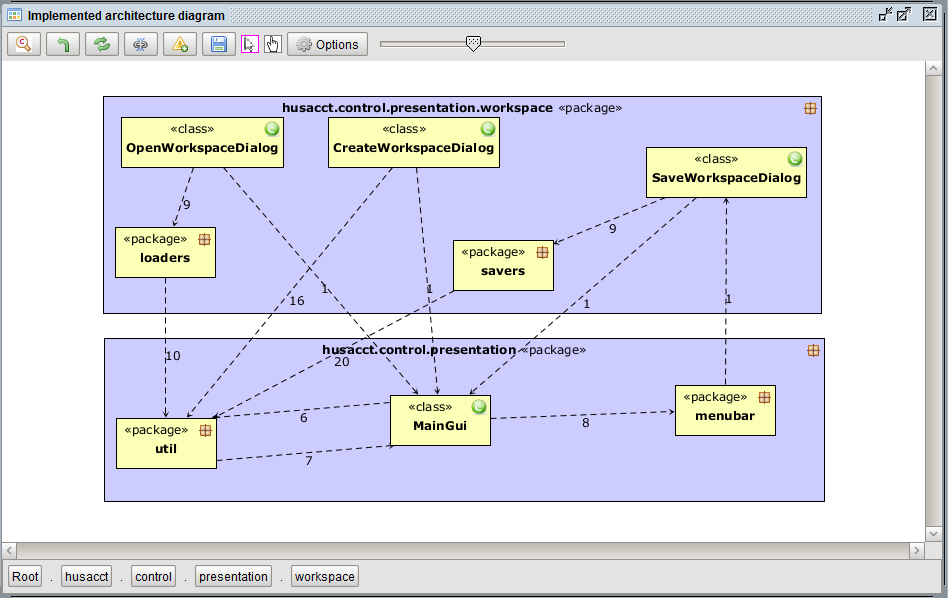 Implemented architecture diagram
Options
husacct.control.presentation.workspace «package»
«class»
OpenWorkspaceDialog
«class»
CreateWorkspaceDialog
«class»
SaveWorkspaceDialog
9
«package»
loaders
9
«package»
savers
1
16
1
1
1
husacct.control.presentation «package»
10
20
«package»
menubar
«class»
MainGui
6
8
«package»
util
7
Root . husacct . control . presentation . workspace